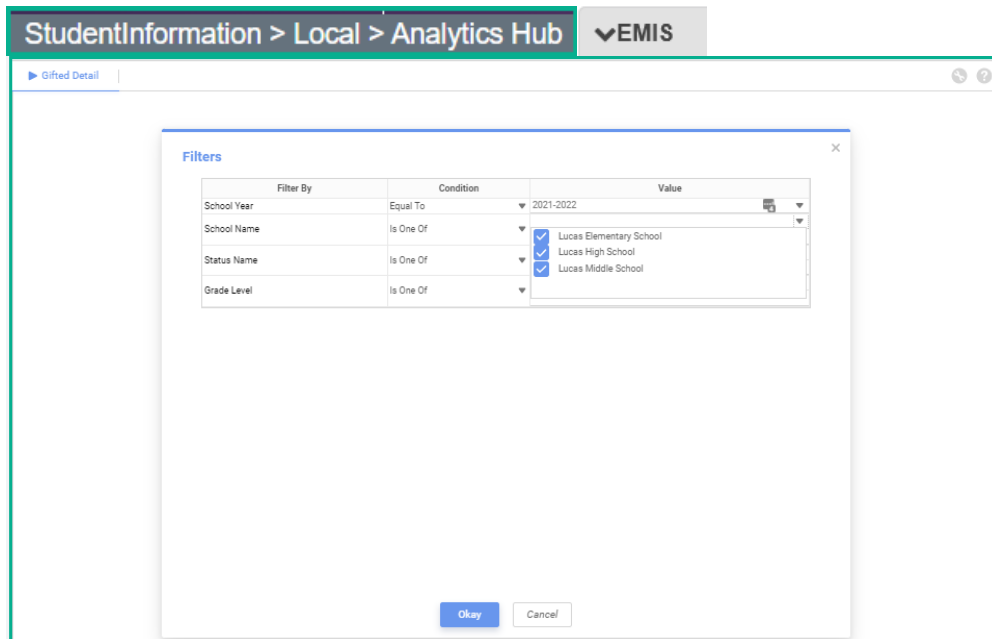 StudentInformation > Local > Analytics Hub EMIS
Gifted Detail
Filters
Filter By Condition Value
School Year Equal To 2021-2022
School Name Is One Of
Lucas Elementary School
Lucas High School
Status Name Is One Of
Lucas Middle School
Grade Level Is One Of
Okay Cancel